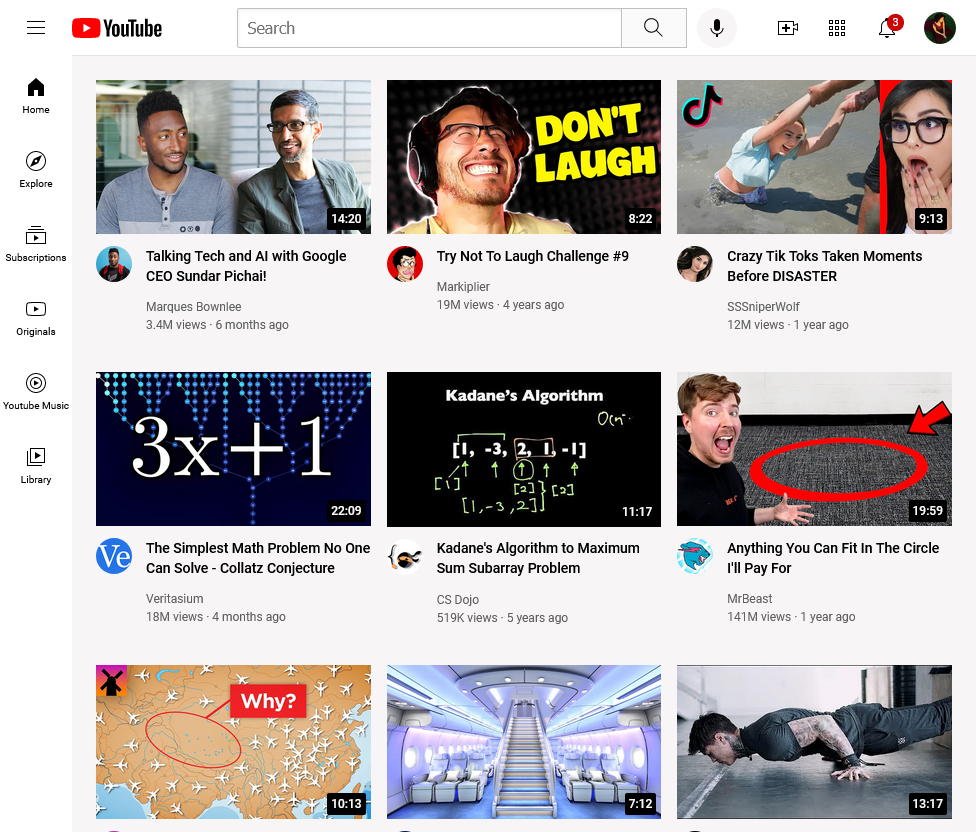 YouTube
Search
3
Home
Explore
Subscriptions
Originals
Youtube Music
Library
14:20
Talking Tech and AI with Google
CEO Sundar Pichai!
Marques Bownlee
3.4M views · 6 months ago
DON'T
LAUGH
8:22
Try Not To Laugh Challenge #9
Markiplier
19M views · 4 years ago
9:13
Crazy Tik Toks Taken Moments
Before DISASTER
SSSniperWolf
12M views · 1 year ago
3x+1
22:09
Ve
The Simplest Math Problem No One
Can Solve - Collatz Conjecture
Veritasium
18M views · 4 months ago
Kadane's Algorithm
[1, -3, 2, 1, -1]
[1]
[2]
[2]
[1,-3,2]
11:17
Kadane's Algorithm to Maximum
Sum Subarray Problem
CS Dojo
519K views · 5 years ago
19:59
Anything You Can Fit In The Circle
I'll Pay For
MrBeast
141M views · 1 year ago
Why?
10:13
7:12
13:17